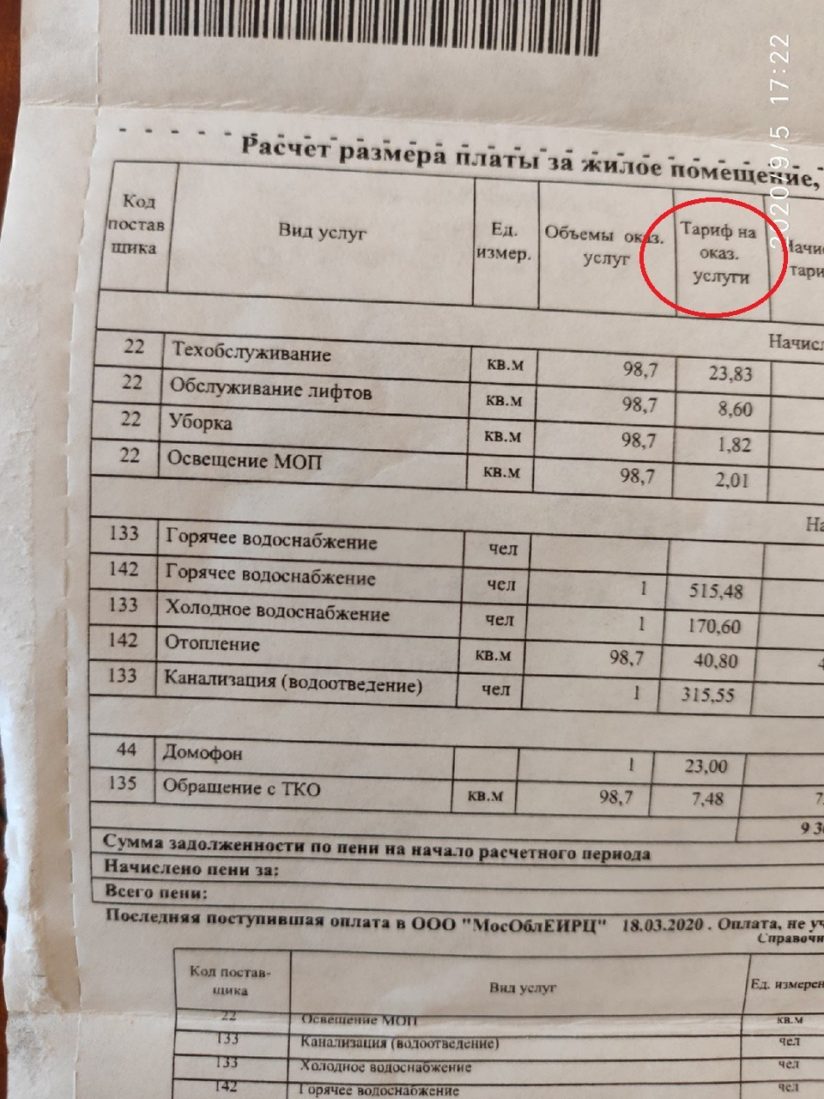 2020/9/5 17:22
Расчет размера платы за жилое помещение,
Код поставщика
Вид услуг
Ед. измер.
Объемы оказ. услуг
Тариф на оказ. услуги
22 Техобслуживание кв.м 98,7 23,83
22 Обслуживание лифтов кв.м 98,7 8,60
22 Уборка кв.м 98,7 1,82
22 Освещение МОП кв.м 98,7 2,01
133 Горячее водоснабжение чел
142 Горячее водоснабжение чел 1 515,48
133 Холодное водоснабжение чел 1 170,60
142 Отопление кв.м 98,7 40,80
133 Канализация (водоотведение) чел 1 315,55
44 Домофон 1 23,00
135 Обращение с ТКО кв.м 98,7 7,48
Сумма задолженности по пени на начало расчетного периода
Начислено пени за:
Всего пени:
Последняя поступившая оплата в ООО "МосОблЕИРЦ" 18.03.2020 . Оплата, не
Код постав-
щика
Вид услуг
22 Освещение МОП кв.м
133 Канализация (водоотведение) чел
133 Холодное водоснабжение чел
142 Горячее водоснабжение чел